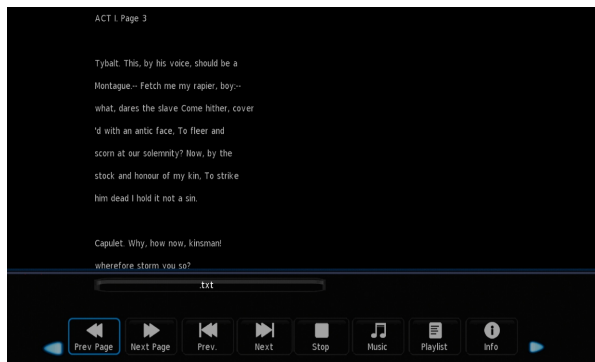 ACT I. Page 3
Tybalt. This, by his voice, should be a
Montague.-- Fetch me my rapier, boy:--
what, dares the slave Come hither, cover
'd with an antic face, To fleer and
scorn at our solemnity? Now, by the
stock and honour of my kin, To strike
him dead I hold it not a sin.
Capulet. Why, how now, kinsman!
wherefore storm you so?
.txt
Prev Page Next Page Prev. Next Stop Music Playlist Info